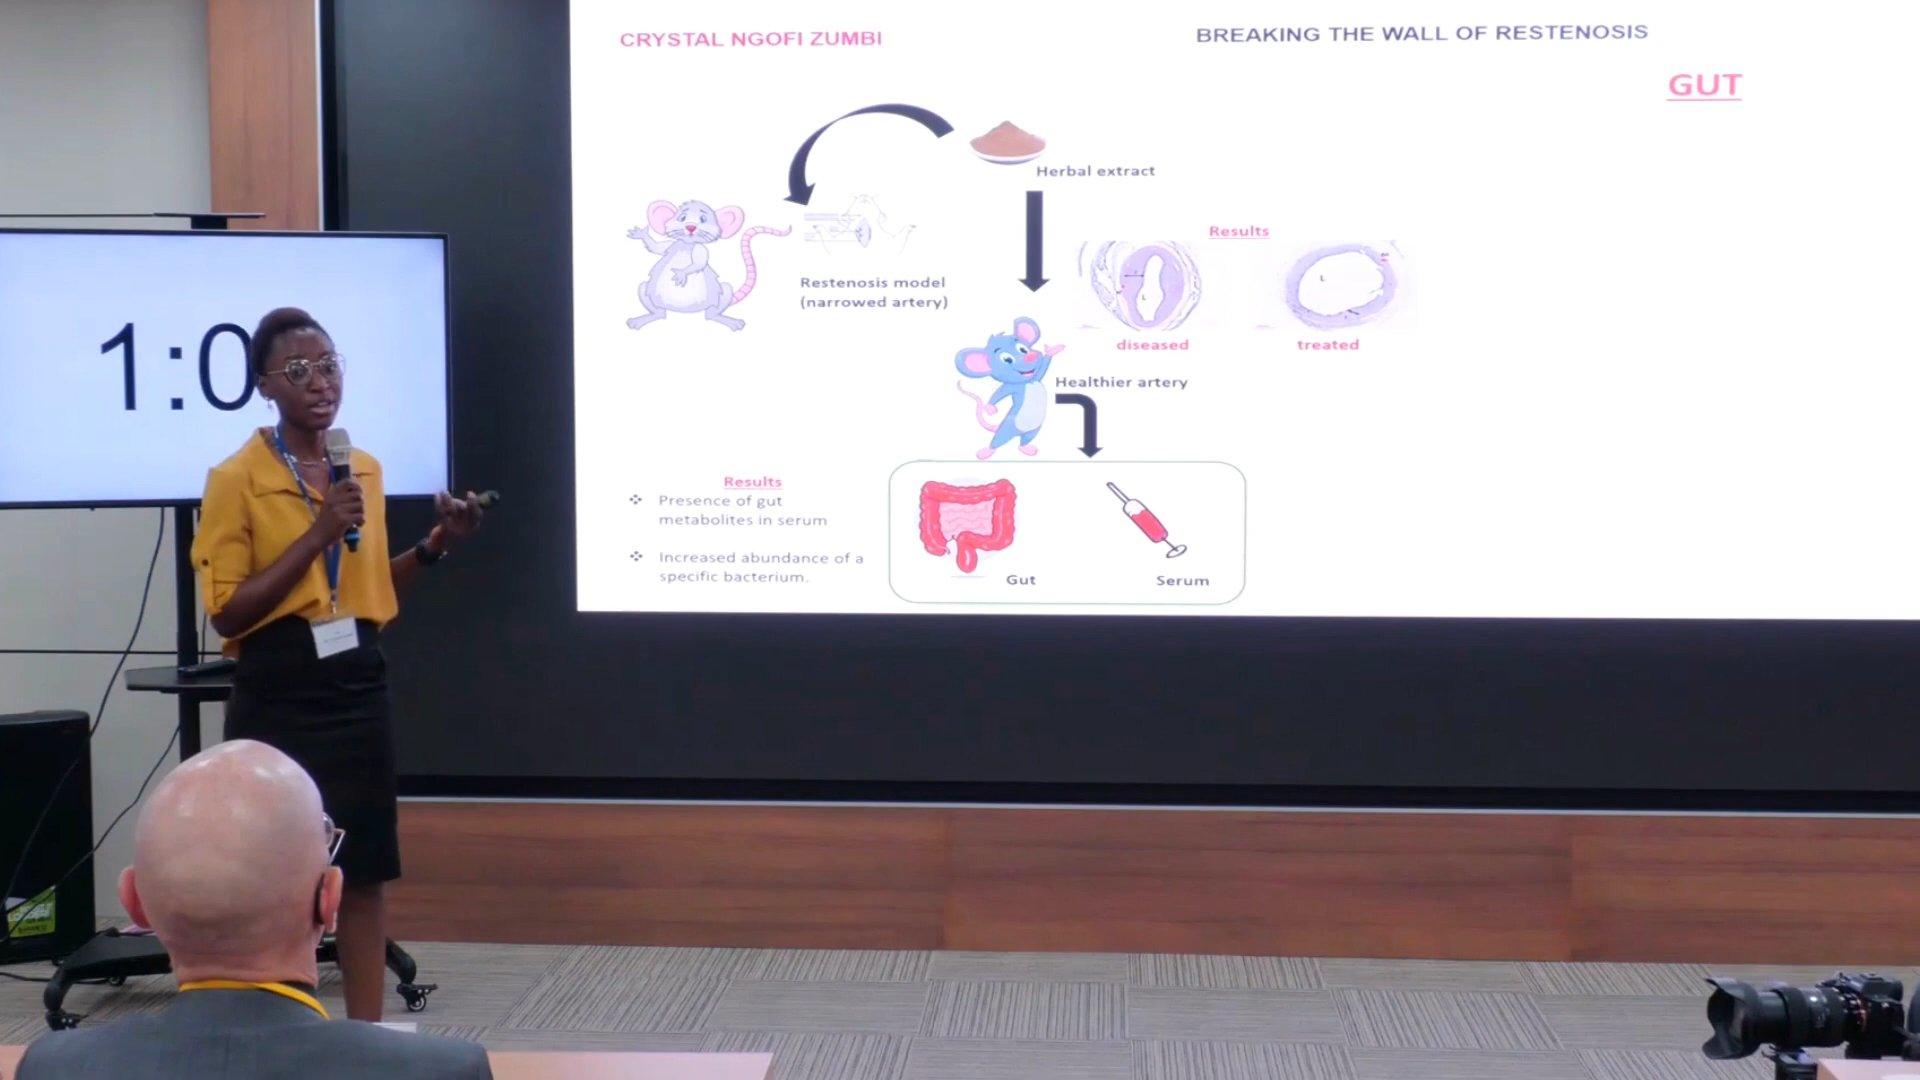 CRYSTAL NGOFI ZUMBI
BREAKING THE WALL OF RESTENOSIS
GUT
Herbal extract
Restenosis model
(narrowed artery)
Results
L
L
diseased
treated
Healthier artery
Results
❖ Presence of gut
metabolites in serum
❖ Increased abundance of a
specific bacterium.
Gut
Serum
1:0